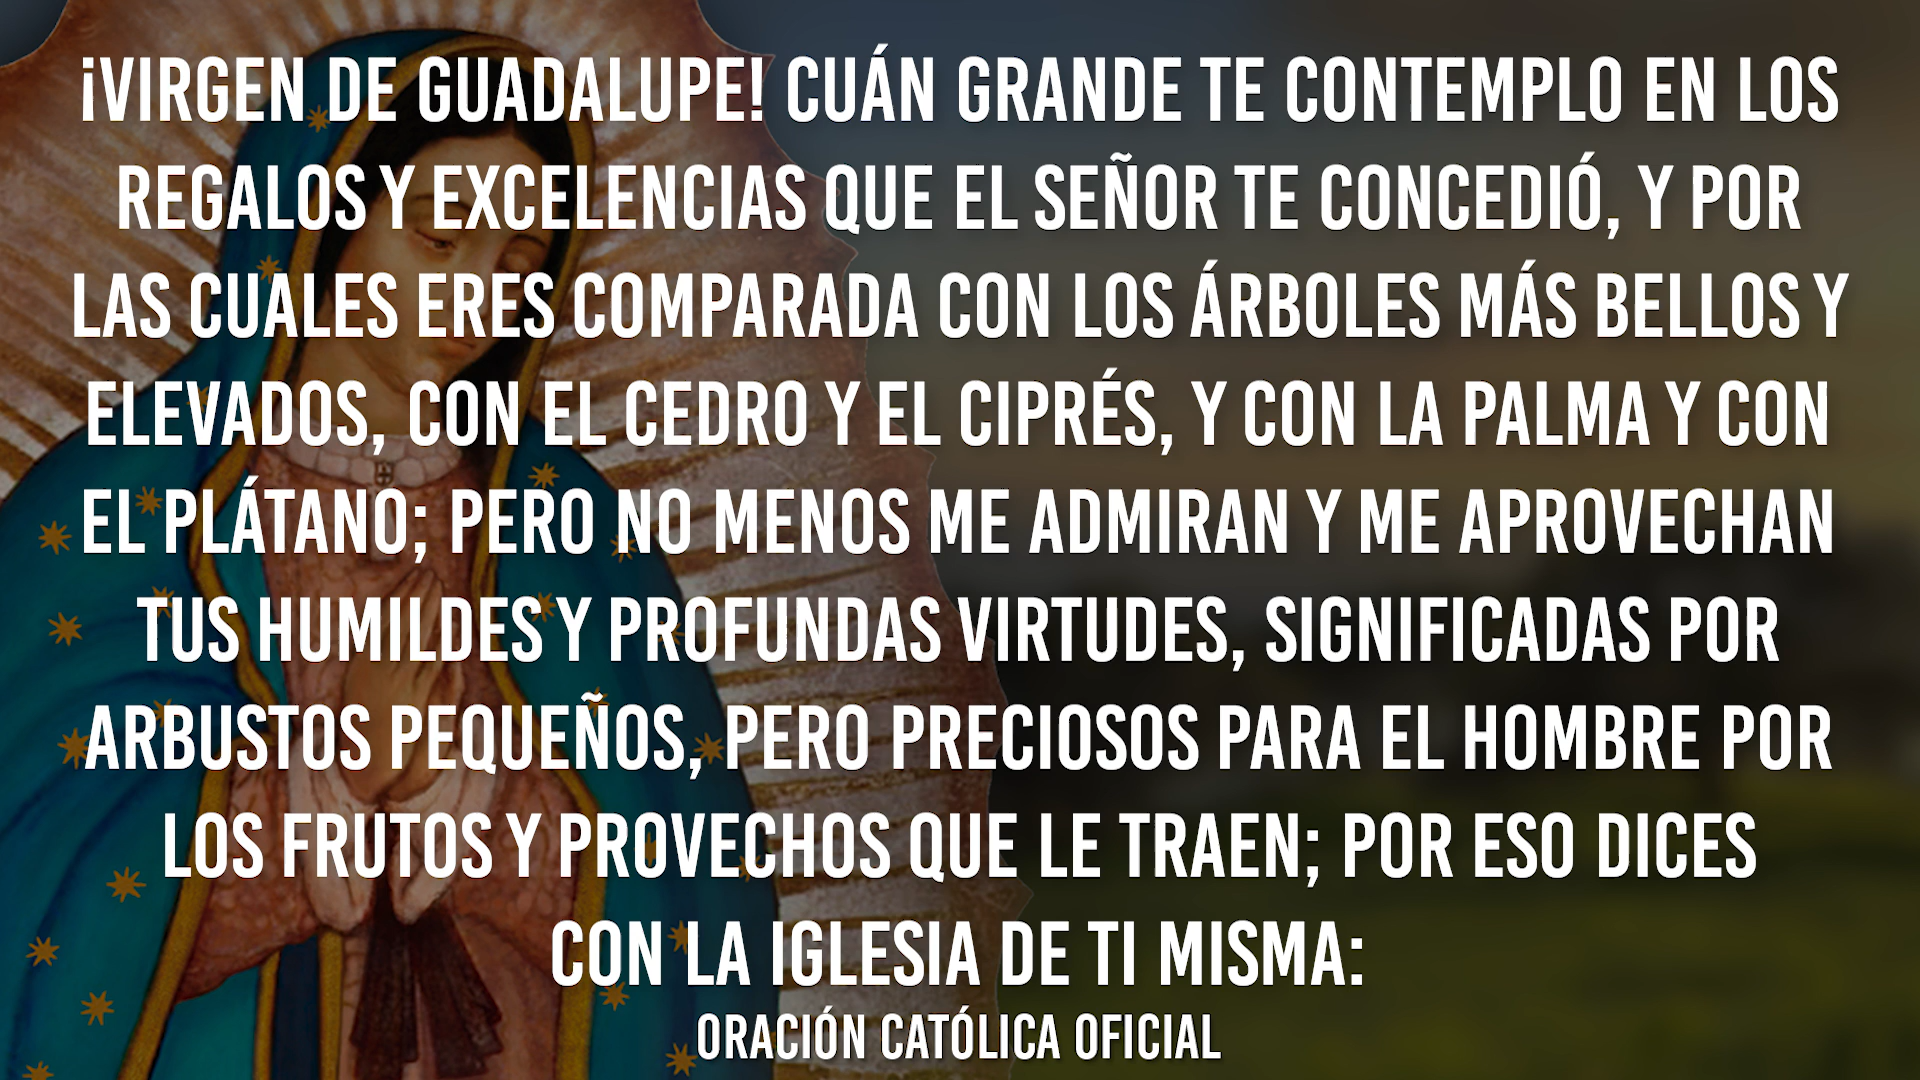 ¡VIRGEN DE GUADALUPE! CUÁN GRANDE TE CONTEMPLO EN LOS
REGALOS Y EXCELENCIAS QUE EL SEÑOR TE CONCEDIÓ, Y POR
LAS CUALES ERES COMPARADA CON LOS ÁRBOLES MÁS BELLOS Y
ELEVADOS, CON EL CEDRO Y EL CIPRÉS, Y CON LA PALMA Y CON
EL PLÁTANO; PERO NO MENOS ME ADMIRAN Y ME APROVECHAN
TUS HUMILDES Y PROFUNDAS VIRTUDES, SIGNIFICADAS POR
ARBUSTOS PEQUEÑOS, PERO PRECIOSOS PARA EL HOMBRE POR
LOS FRUTOS Y PROVECHOS QUE LE TRAEN; POR ESO DICES
CON LA IGLESIA DE TI MISMA:
ORACIÓN CATÓLICA OFICIAL